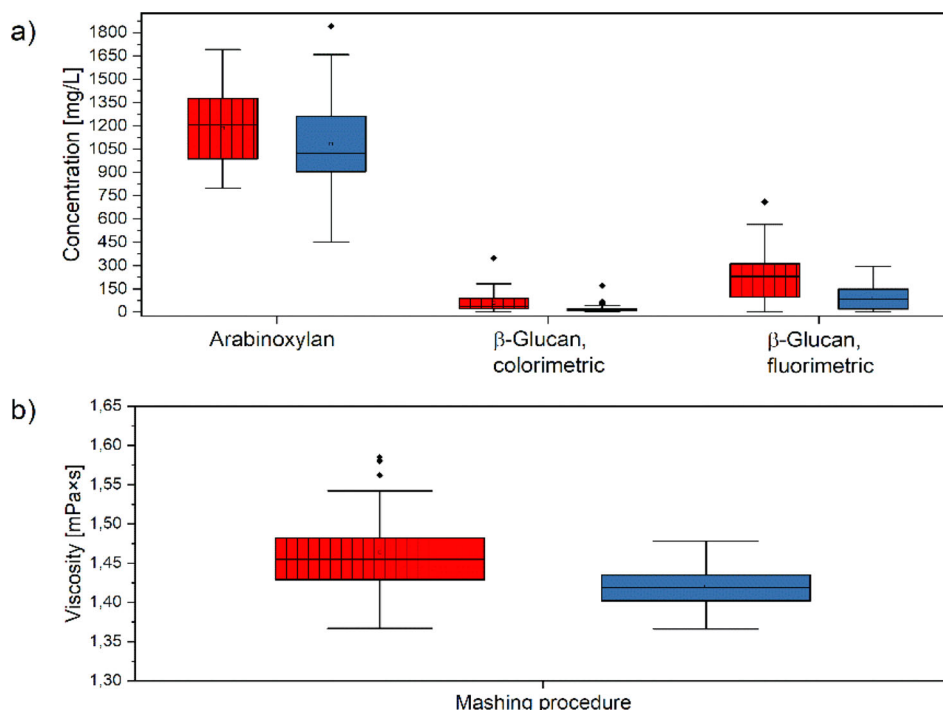 a)
Concentration [mg/L]
1800
1650
1500
1350
1200
1050
900
750
600
450
300
150
0
Arabinoxylan
β-Glucan,
colorimetric
β-Glucan,
fluorimetric
b)
Viscosity [mPa×s]
1,65
1,60
1,55
1,50
1,45
1,40
1,35
1,30
Mashing procedure